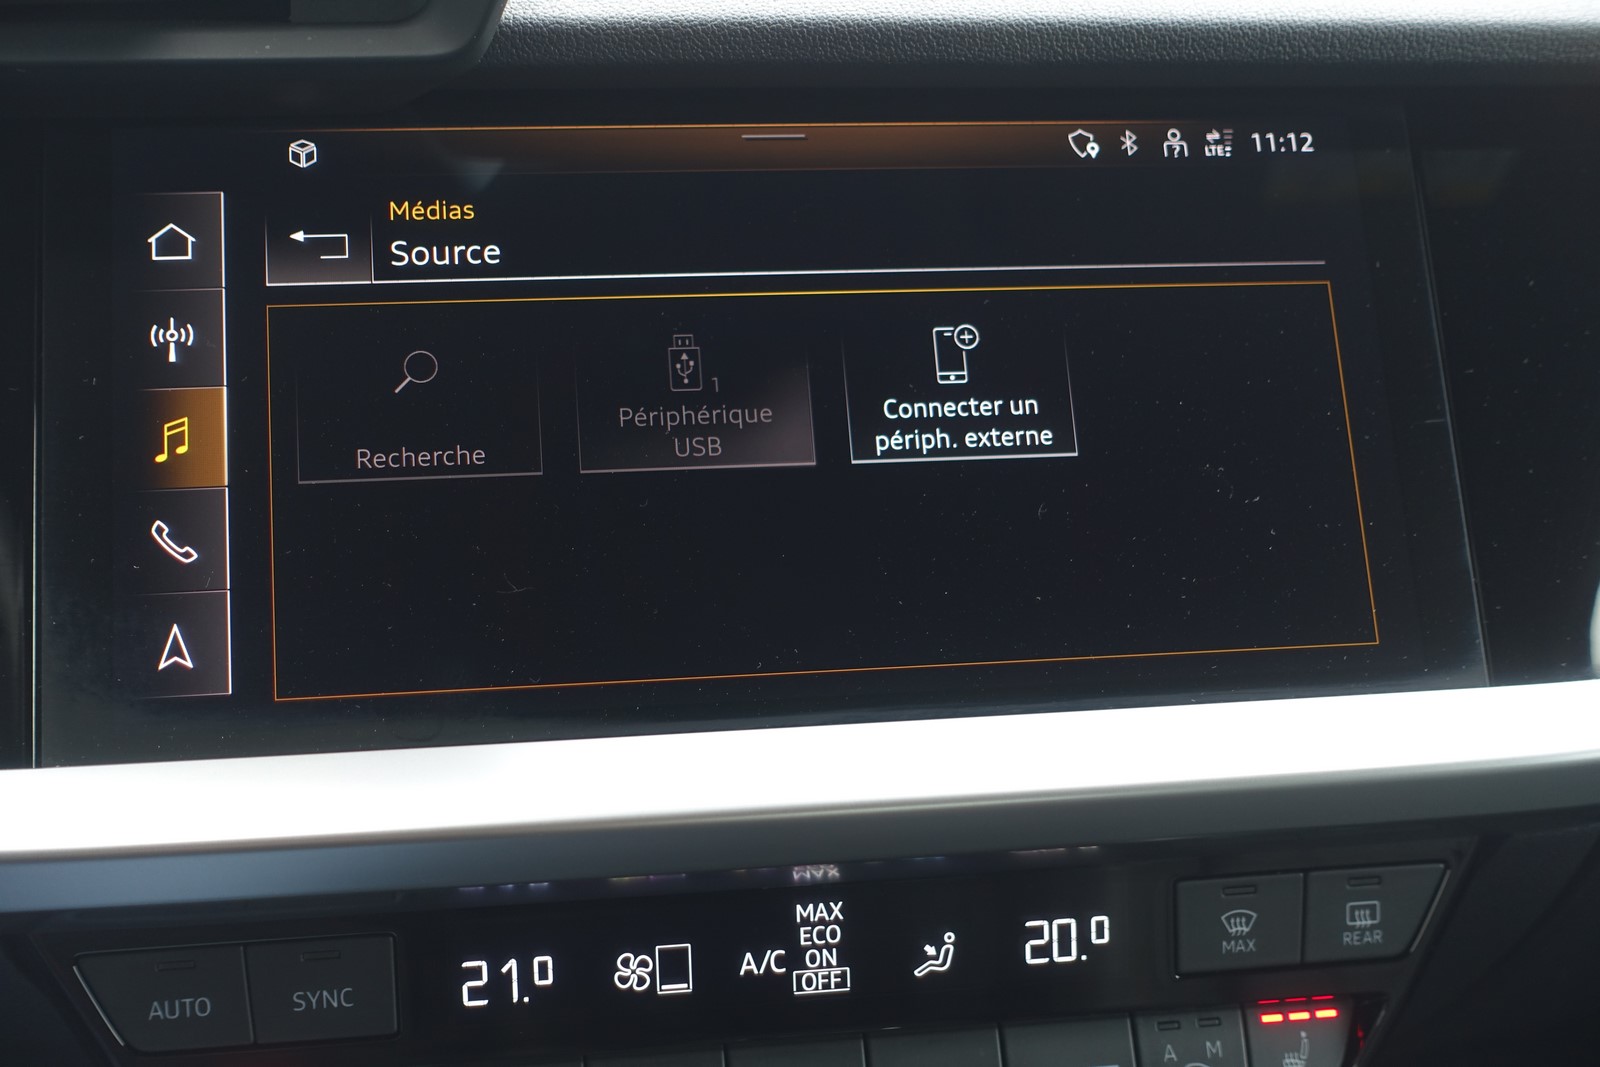 LTE
11:12
Médias
Source
Recherche
1
Périphérique
USB
Connecter un
périph. externe
AUTO
SYNC
21.0
A/C
MAX
ECO
ON
OFF
20.0
MAX
REAR
A
M